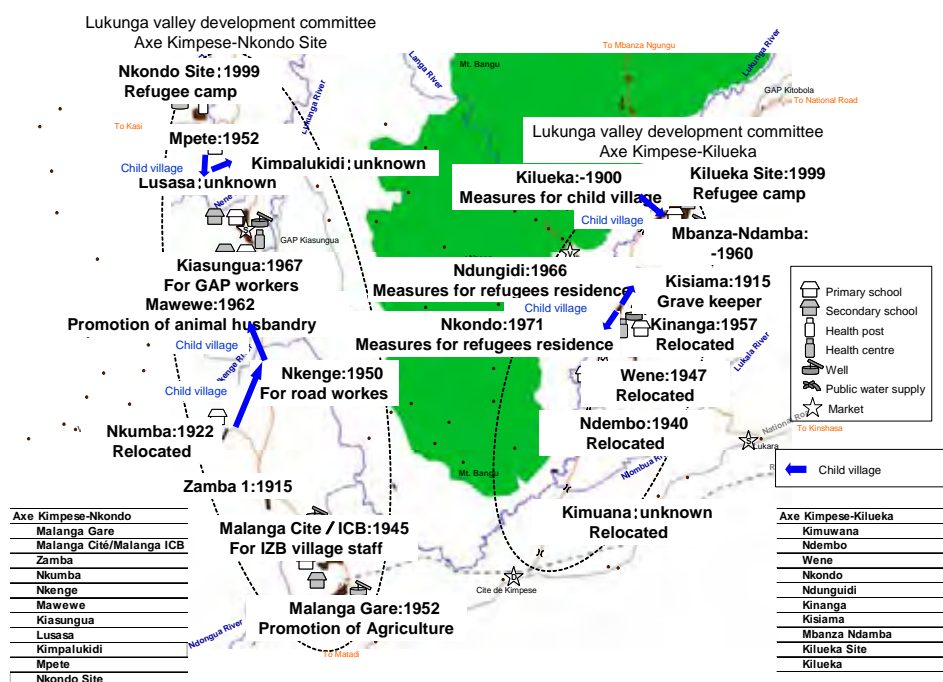 Lukunga valley development committee
Axe Kimpese-Nkondo Site
Nkondo Site:1999
Refugee camp
To Kasi
Lukunga River
Langa River
Mt. Bangu
To Mbanza Ngungu
Lukunga River
GAP Kitobola
To National Road
Mpete:1952
Child village
Kimpalukidi:unknown
Lusasa:unknown
Nene
GAP Kiasungua
Kiasungua:1967
For GAP workers
Mawewe:1962
Promotion of animal husbandry
Child village
Nkenge River
Child village
Nkenge:1950
For road workes
Nkumba:1922
Relocated
Zamba 1:1915
Malanga Cite / ICB:1945
For IZB village staff
Malanga Gare:1952
Promotion of Agriculture
Ndongua River
To Matadi
Lukunga valley development committee
Axe Kimpese-Kilueka
Kilueka:-1900
Measures for child village
Child village
Kilueka Site:1999
Refugee camp
Mbanza-Ndamba:
-1960
Ndungidi:1966
Measures for refugees residence
Child village
Kisiama:1915
Grave keeper
Nkondo:1971
Measures for refugees residence
Kinanga:1957
Relocated
Lukala River
Wene:1947
Relocated
Ndembo:1940
Relocated
National Ro
To Kinshasa
Lukara
Mt. Bangu
Nlombua Ri
Kimuana:unknown
Relocated
Cite de Kimpese
Primary school
Secondary school
Health post
Health centre
Well
Public water supply
Market
Child village
Axe Kimpese-Nkondo
Malanga Gare
Malanga Cité/Malanga ICB
Zamba
Nkumba
Nkenge
Mawewe
Kiasungua
Lusasa
Kimpalukidi
Mpete
Nkondo Site
Axe Kimpese-Kilueka
Kimuwana
Ndembo
Wene
Nkondo
Ndunguidi
Kinanga
Kisiama
Mbanza Ndamba
Kilueka Site
Kilueka